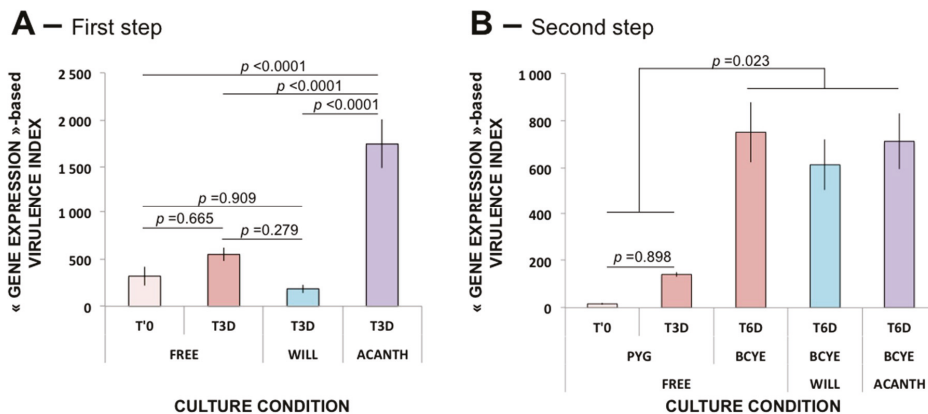 A – First step
« GENE EXPRESSION »-based
VIRULENCE INDEX
2 500
2 000
1 500
1 000
500
0
p <0.0001
p <0.0001
p <0.0001
p =0.909
p =0.665
p =0.279
T'0 T3D T3D T3D
FREE WILL ACANTH
CULTURE CONDITION
B – Second step
« GENE EXPRESSION »-based
VIRULENCE INDEX
1 000
800
600
400
200
0
p =0.023
p =0.898
T'0 T3D T6D T6D T6D
PYG BCYE BCYE BCYE
FREE WILL ACANTH
CULTURE CONDITION